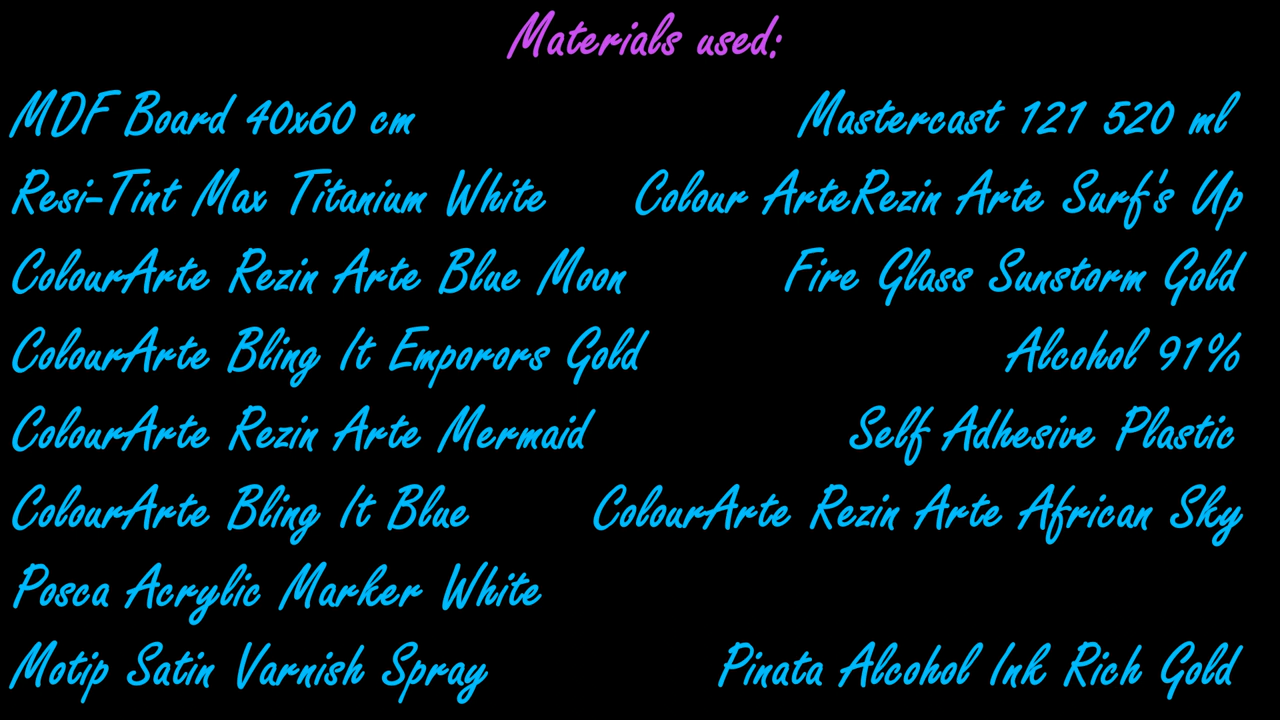 Materials used:
MDF Board 40x60 cm Mastercast 121 520 ml
Resi-Tint Max Titanium White Colour ArteRezin Arte Surf's Up
ColourArte Rezin Arte Blue Moon Fire Glass Sunstorm Gold
ColourArte Bling It Emporors Gold Alcohol 91%
ColourArte Rezin Arte Mermaid Self Adhesive Plastic
ColourArte Bling It Blue ColourArte Rezin Arte African Sky
Posca Acrylic Marker White
Motip Satin Varnish Spray Pinata Alcohol Ink Rich Gold